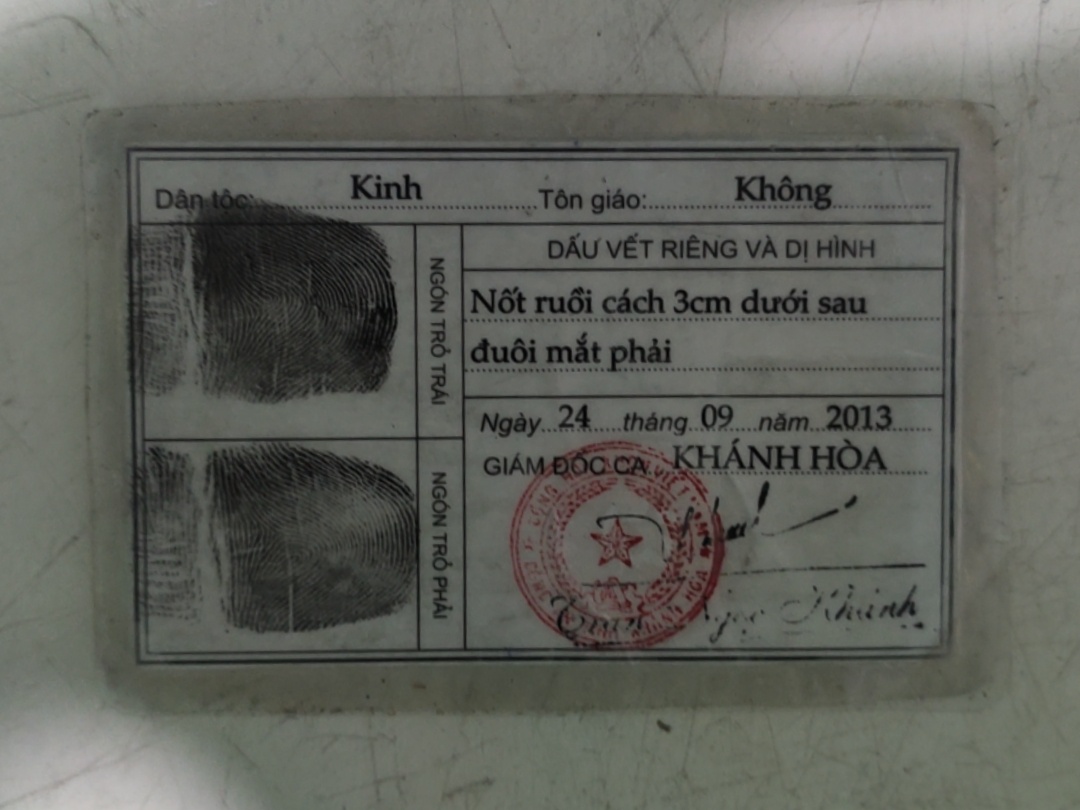 Dân tộc: Kinh Tôn giáo: Không
NGÓN TRỎ TRÁI
DẤU VẾT RIÊNG VÀ DỊ HÌNH
Nốt ruồi cách 3cm dưới sau
đuôi mắt phải
NGÓN TRỎ PHẢI
Ngày 24 tháng 09 năm 2013
GIÁM ĐỐC CA. KHÁNH HÒA
Ngọc Khánh